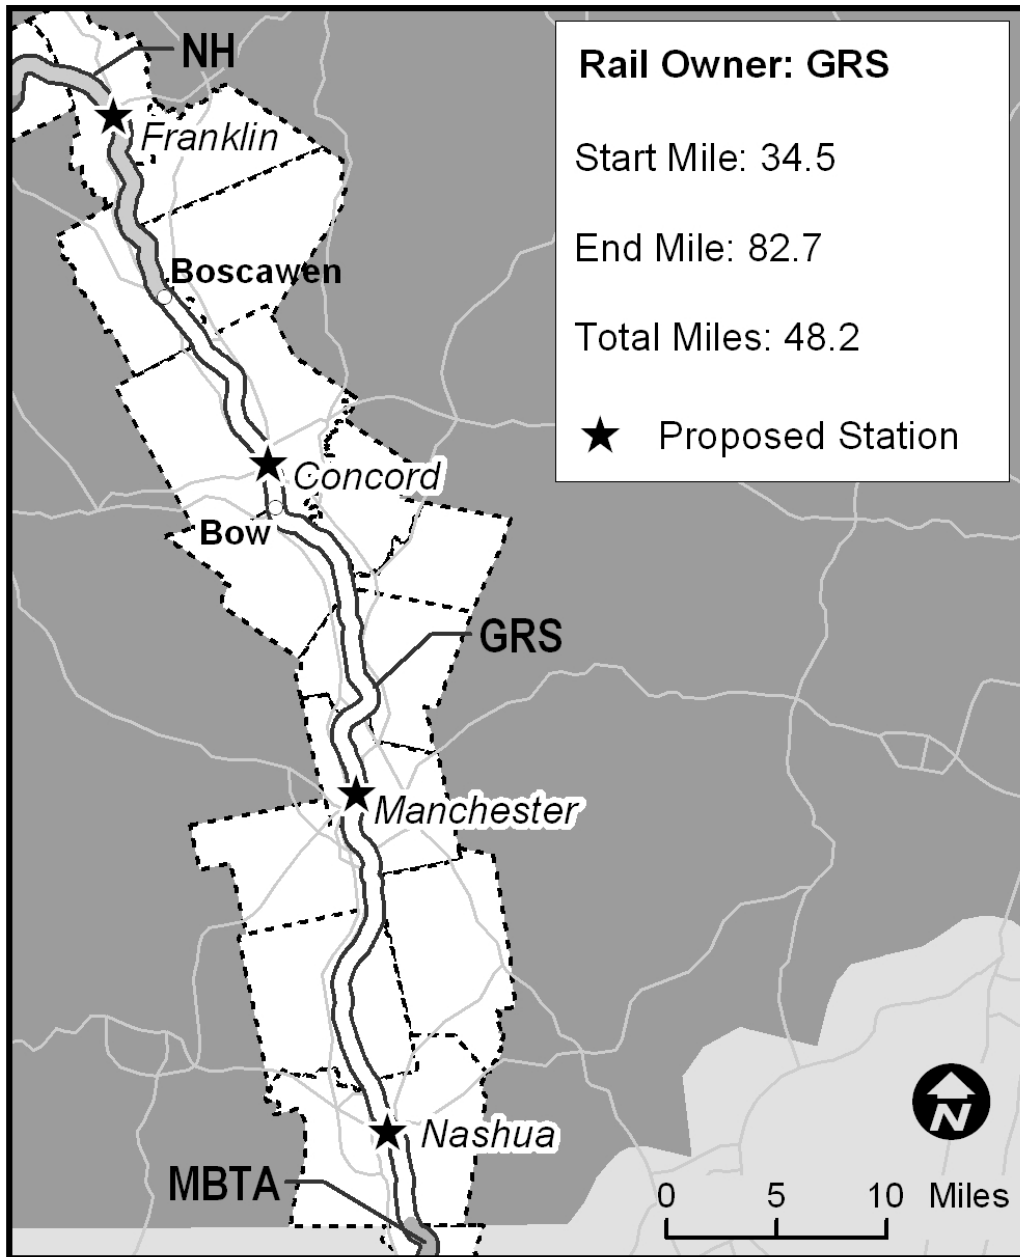 NH
Franklin
Rail Owner: GRS
Start Mile: 34.5
End Mile: 82.7
Total Miles: 48.2
Proposed Station
Boscawen
Concord
Bow
GRS
Manchester
Nashua
MBTA
N
0 5 10 Miles